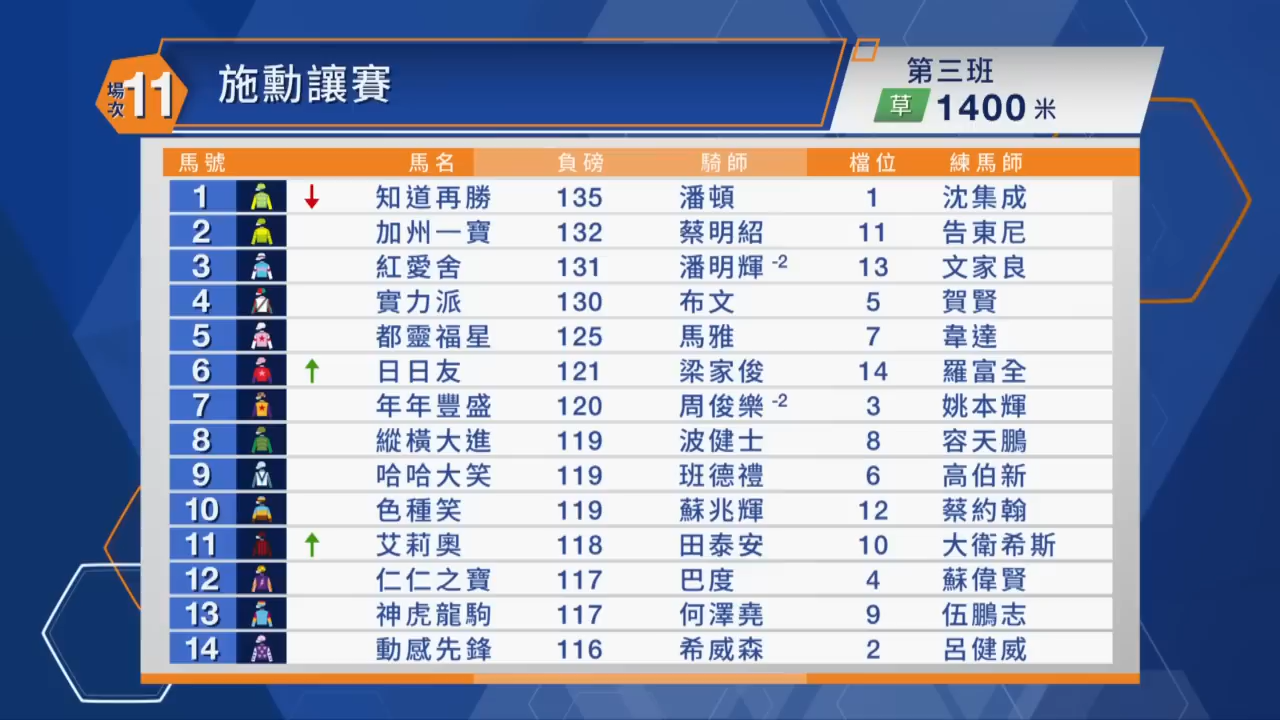 場次 11 施勳讓賽
第三班
草 1400 米
馬號 馬名 負磅 騎師 檔位 練馬師
1 ↓ 知道再勝 135 潘頓 1 沈集成
2 加州一寶 132 蔡明紹 11 告東尼
3 紅愛舍 131 潘明輝 -2 13 文家良
4 實力派 130 布文 5 賀賢
5 都靈福星 125 馬雅 7 韋達
6 ↑ 日日友 121 梁家俊 14 羅富全
7 年年豐盛 120 周俊樂 -2 3 姚本輝
8 縱橫大進 119 波健士 8 容天鵬
9 哈哈大笑 119 班德禮 6 高伯新
10 色種笑 119 蘇兆輝 12 蔡約翰
11 ↑ 艾莉奧 118 田泰安 10 大衛希斯
12 仁仁之寶 117 巴度 4 蘇偉賢
13 神虎龍駒 117 何澤堯 9 伍鵬志
14 動感先鋒 116 希威森 2 呂健威